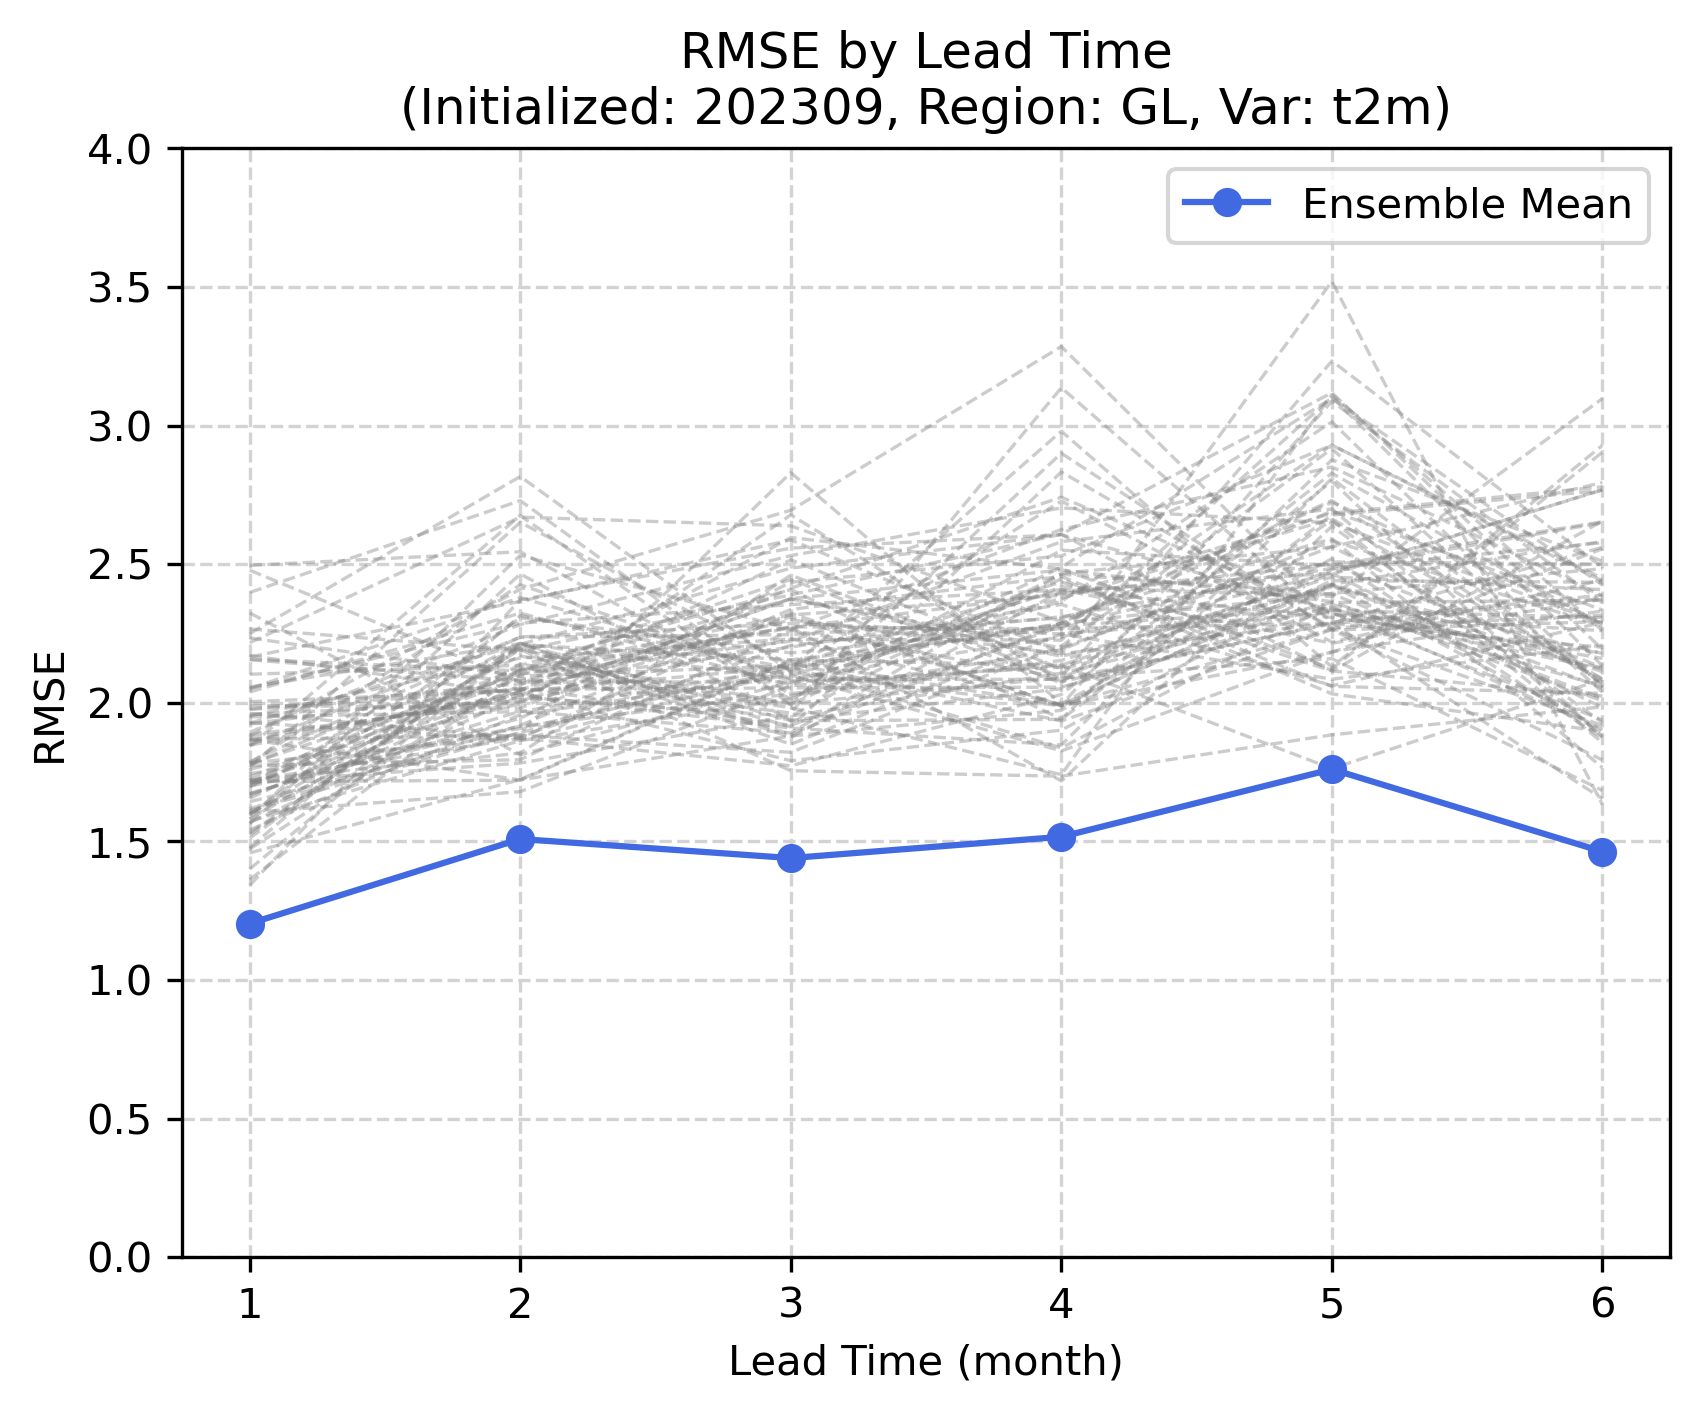 RMSE by Lead Time
(Initialized: 202309, Region: GL, Var: t2m)
Ensemble Mean
4.0
3.5
3.0
2.5
2.0
1.5
1.0
0.5
0.0
RMSE
1 2 3 4 5 6
Lead Time (month)